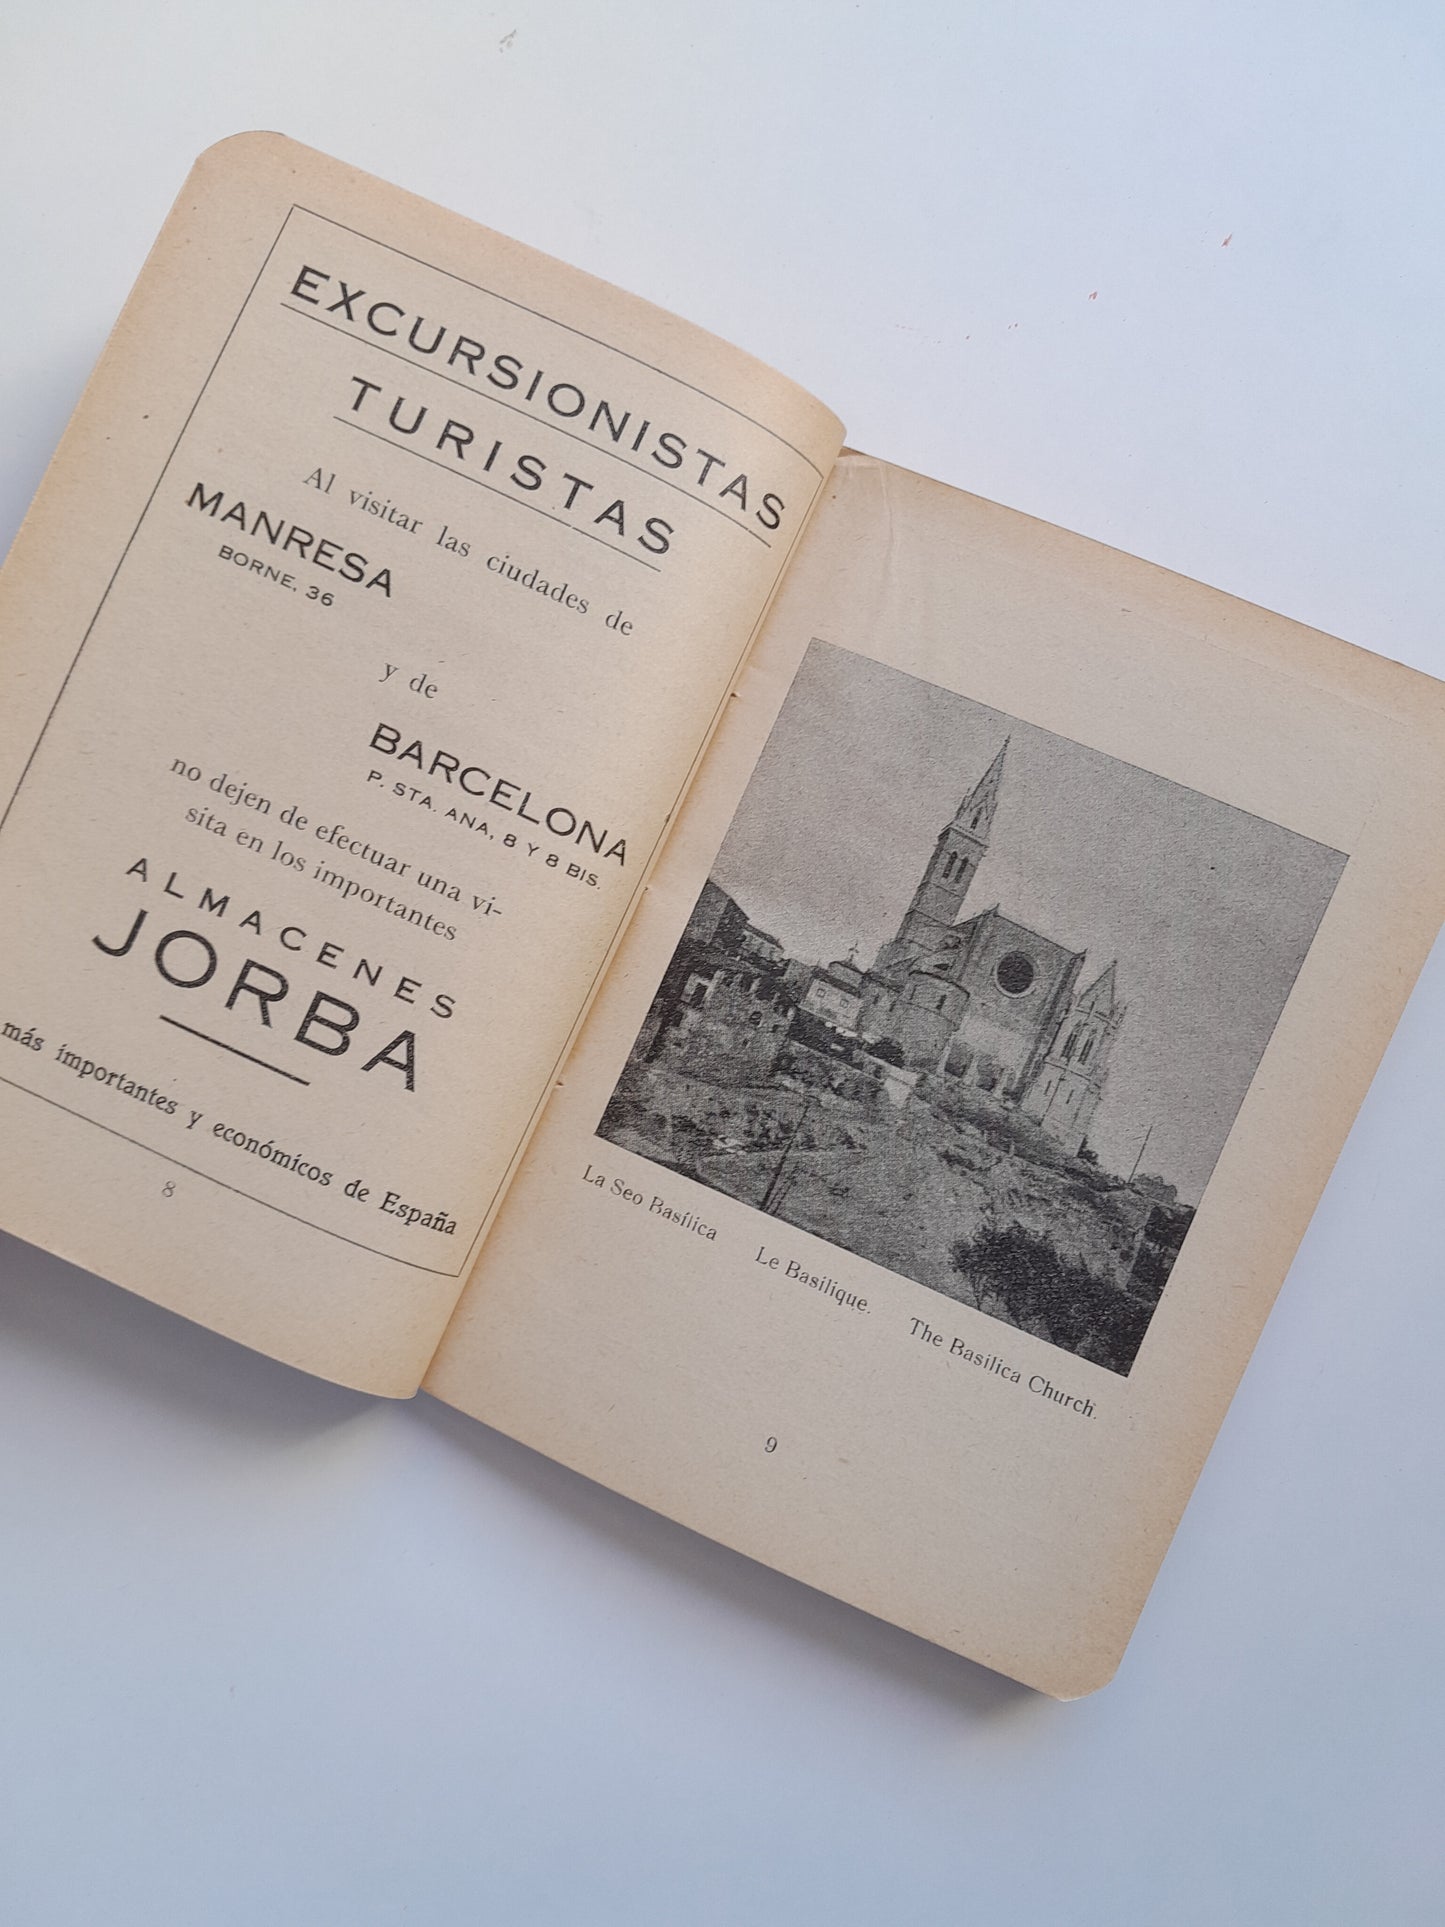 EXCURSIONISTAS
TURISTAS
Al visitar las ciudades de
MANRESA
BORNE, 36
y de
BARCELONA
P. STA. ANA, 8 Y 8 BIS.
no dejen de efectuar una vi-
sita en los importantes
ALMACENES
JORBA
más importantes y económicos de España
8
La Seo Basílica Le Basilique. The Basilica Church.
9